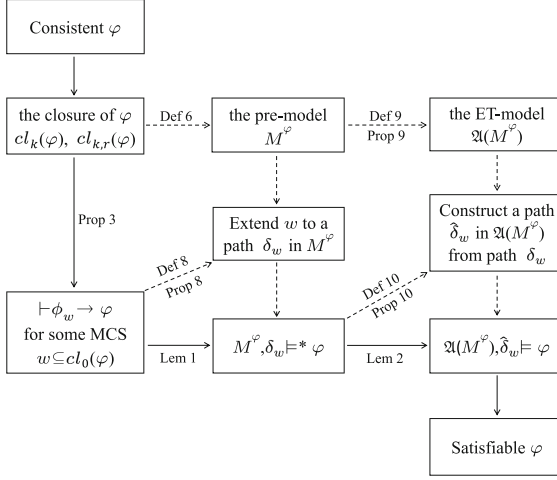 Consistent φ
the closure of φ
cl_k(φ), cl_{k,r}(φ)
Def 6
the pre-model
M^φ
Def 9
Prop 9
the ET-model
𝔄(M^φ)
Prop 3
Extend w to a
path δ_w in M^φ
Construct a path
δ̂_w in 𝔄(M^φ)
from path δ_w
Def 8
Prop 8
Def 10
Prop 10
⊢ϕ_w → φ
for some MCS
w⊆cl_0(φ)
Lem 1
M^φ,δ_w⊨* φ
Lem 2
𝔄(M^φ),δ̂_w⊨ φ
Satisfiable φ